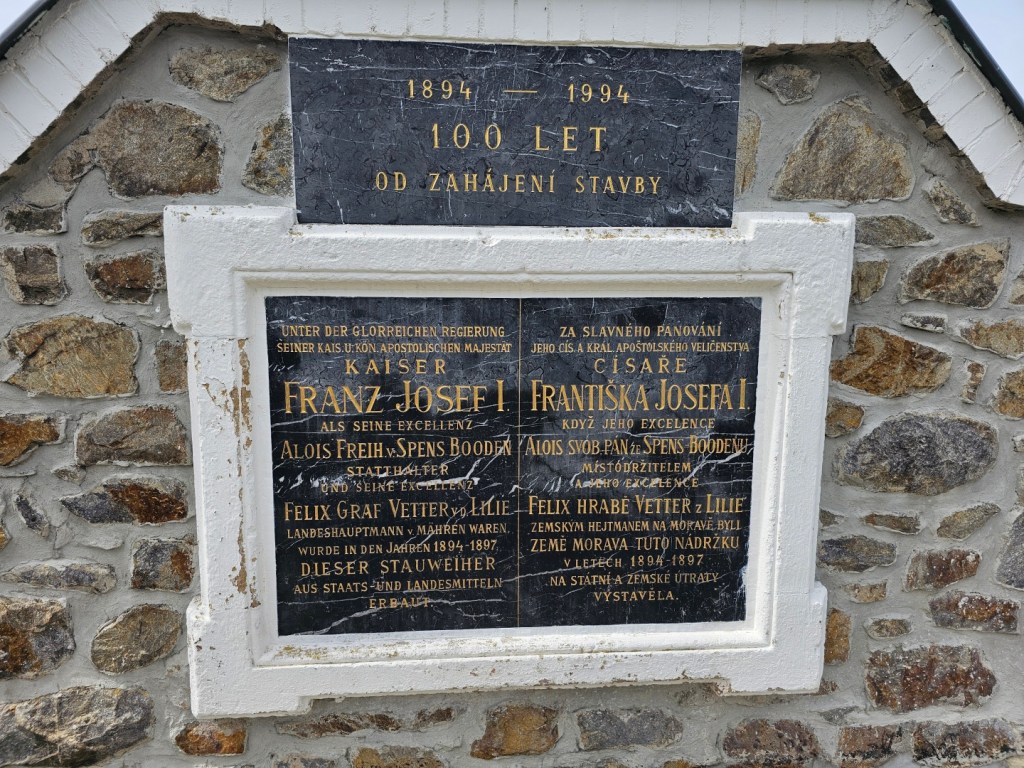 1894 — 1994
100 LET
OD ZAHÁJENÍ STAVBY
UNTER DER GLORREICHEN REGIERUNG
SEINER KAIS. U. KÖN. APOSTOLISCHEN MAJESTÄT
KAISER
FRANZ JOSEF I.
ALS SEINE EXCELLENZ
ALOIS FREIH. v. SPENS BOODEN
STATTHALTER
UND SEINE EXCELLENZ
FELIX GRAF VETTER v. D. LILIE
LANDESHAUPTMANN v. MÄHREN WAREN,
WURDE IN DEN JAHREN 1894-1897
DIESER STAUWEIHER
AUS STAATS- UND LANDESMITTELN
ERBAUT.
ZA SLAVNÉHO PANOVÁNÍ
JEHO CÍS. A KRÁL. APOŠTOLSKÉHO VELIČENSTVA
CÍSAŘE
FRANTIŠKA JOSEFA I
KDYŽ JEHO EXCELENCE
ALOIS SVOB. PÁN ZE SPENS-BOODENŮ
MÍSTODRŽITELEM
A JEHO EXCELENCE
FELIX HRABĚ VETTER z LILIE
ZEMSKÝM HEJTMANEM NA MORAVĚ BYLI,
ZEMĚ MORAVA TUTO NÁDRŽKU
V LETECH 1894-1897
NA STÁTNÍ A ZEMSKÉ ÚTRATY
VYSTAVĚLA.